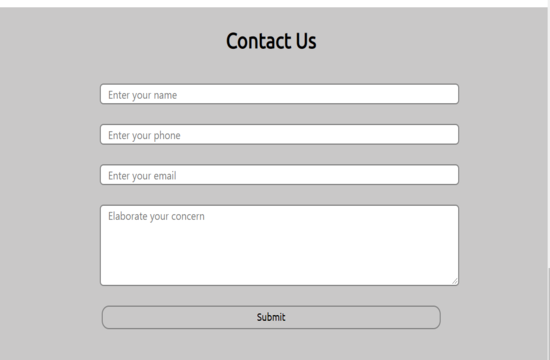 Contact Us
Enter your name
Enter your phone
Enter your email
Elaborate your concern
Submit